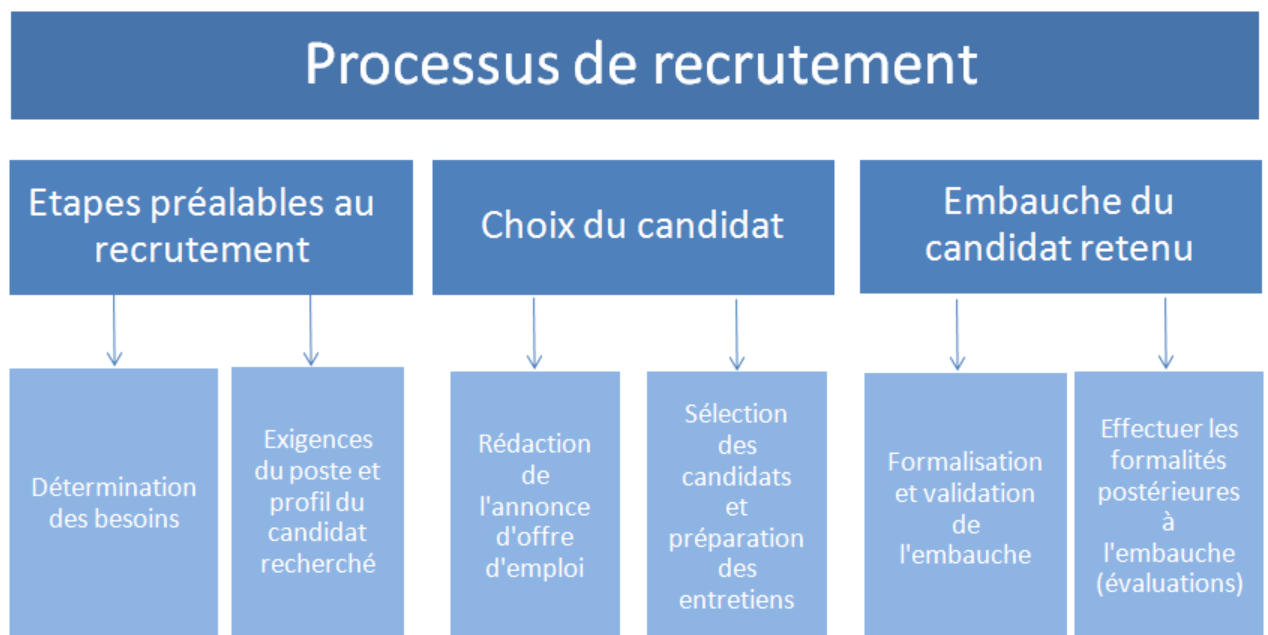 Processus de recrutement
Etapes préalables au
recrutement
Choix du candidat
Embauche du
candidat retenu
Détermination
des besoins
Exigences
du poste et
profil du
candidat
recherché
Rédaction
de
l'annonce
d'offre
d'emploi
Sélection
des
candidats
et
préparation
des
entretiens
Formalisation
et validation
de
l'embauche
Effectuer les
formalités
postérieures
à
l'embauche
(évaluations)